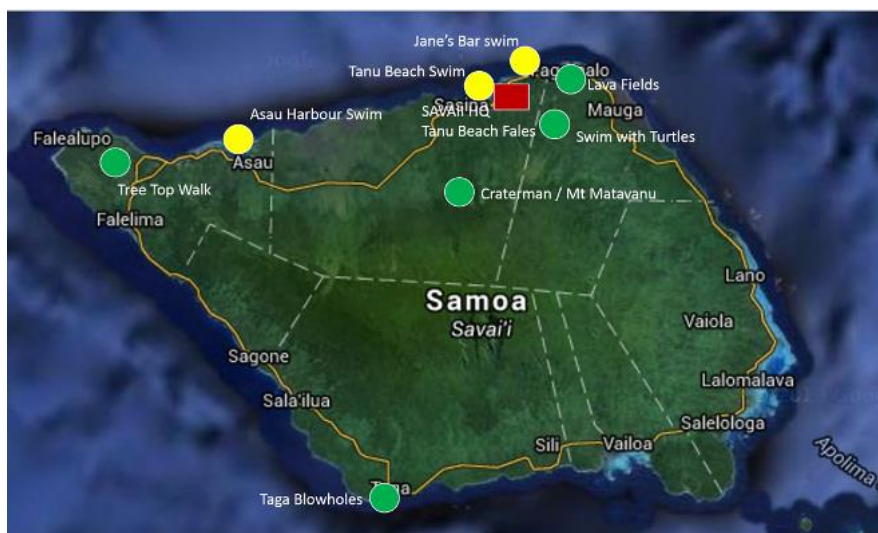 Jane's Bar swim
Tanu Beach Swim
Lava Fields
Sasina
SAVAII HQ
Mauga
Asau Harbour Swim
Tanu Beach Fales
Swim with Turtles
Falealupo
Asau
Tree Top Walk
Craterman / Mt Matavanu
Falelima
Lano
Samoa
Savai'i
Vaiola
Sagone
Lalomalava
Sala'ilua
Salelologa
Sili
Vailoa
Apolima
Taga Blowholes